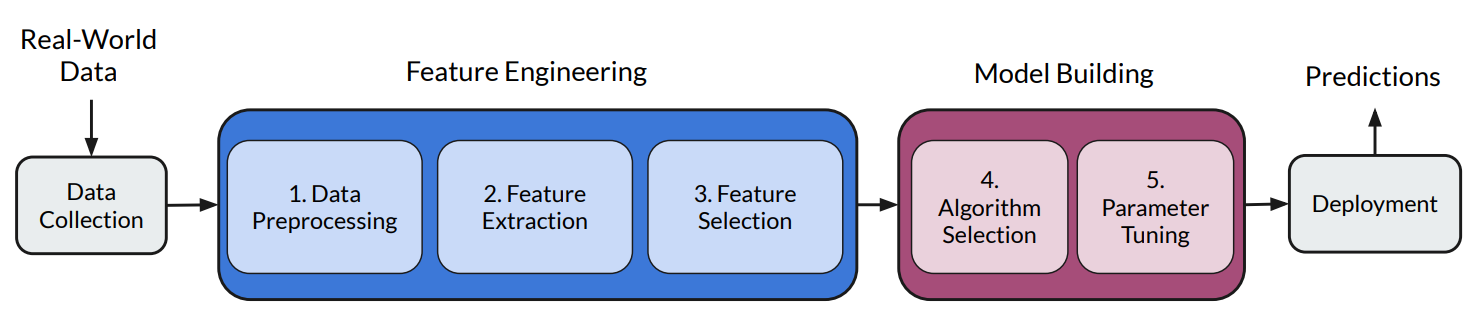 Real-World
Data
Feature Engineering
Model Building
Predictions
Data
Collection
1. Data
Preprocessing
2. Feature
Extraction
3. Feature
Selection
4.
Algorithm
Selection
5.
Parameter
Tuning
Deployment